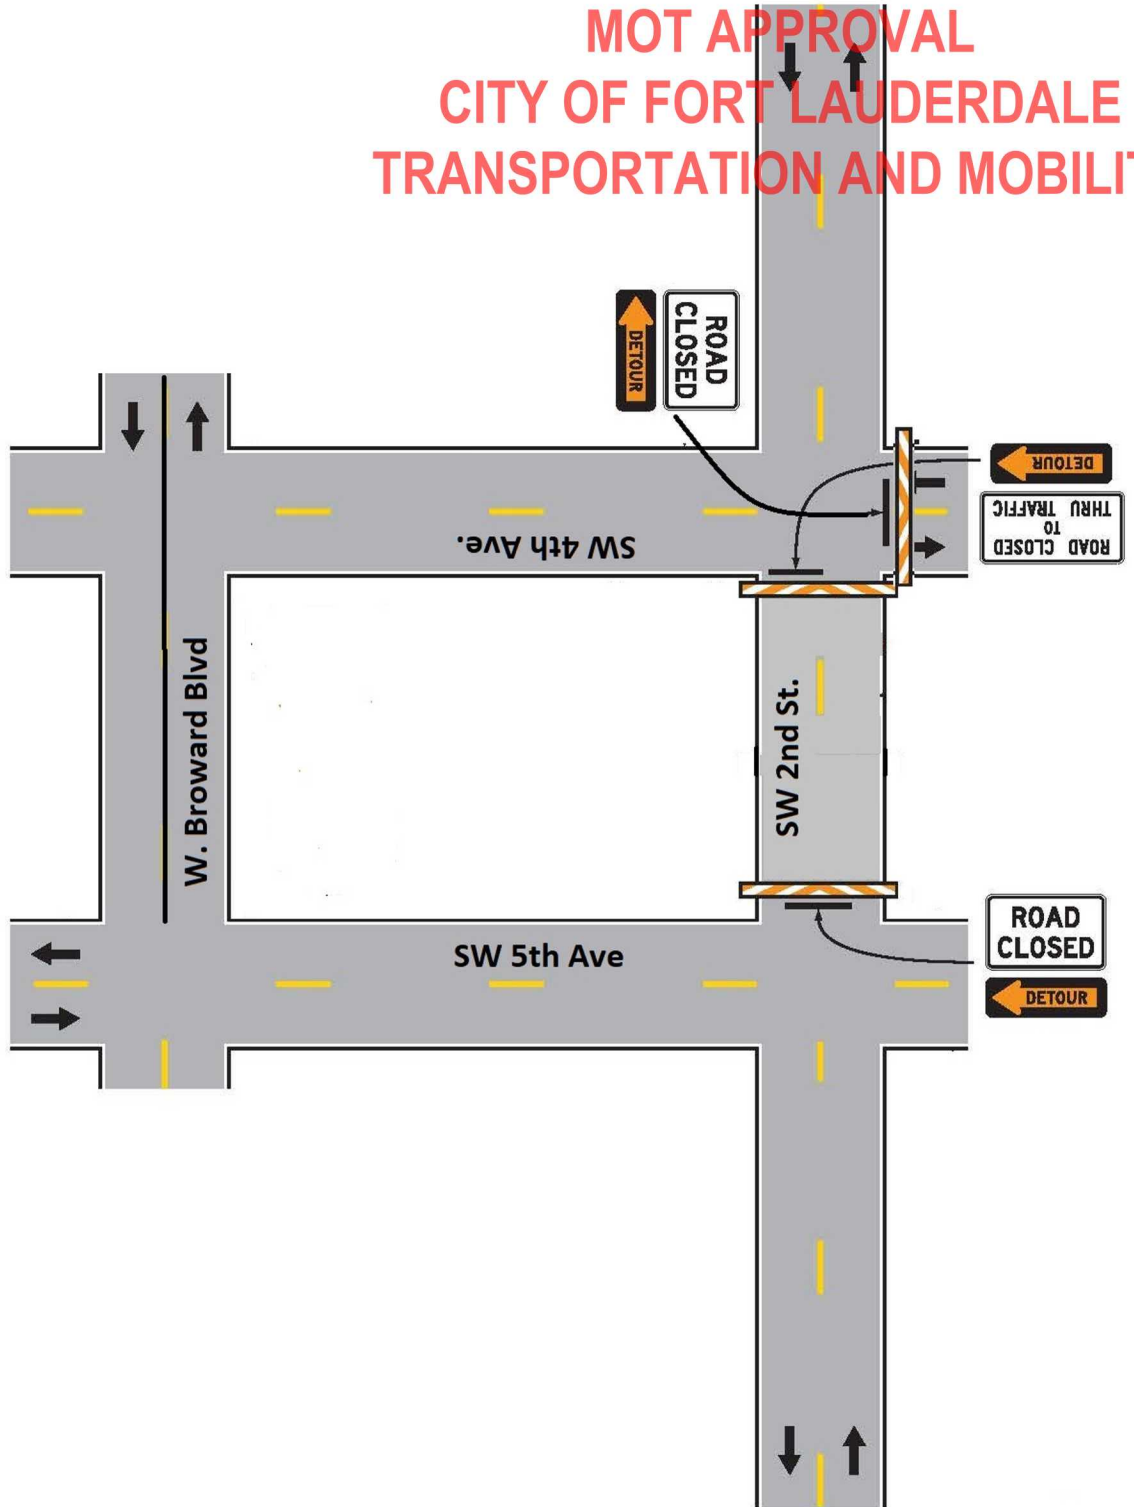 MOT APPROVAL
CITY OF FORT LAUDERDALE
TRANSPORTATION AND MOBILIT
ROAD
CLOSED
DETOUR
DETOUR
ROAD CLOSED
TO
THRU TRAFFIC
SW 4th Ave.
W. Broward Blvd
SW 2nd St.
ROAD
CLOSED
DETOUR
SW 5th Ave